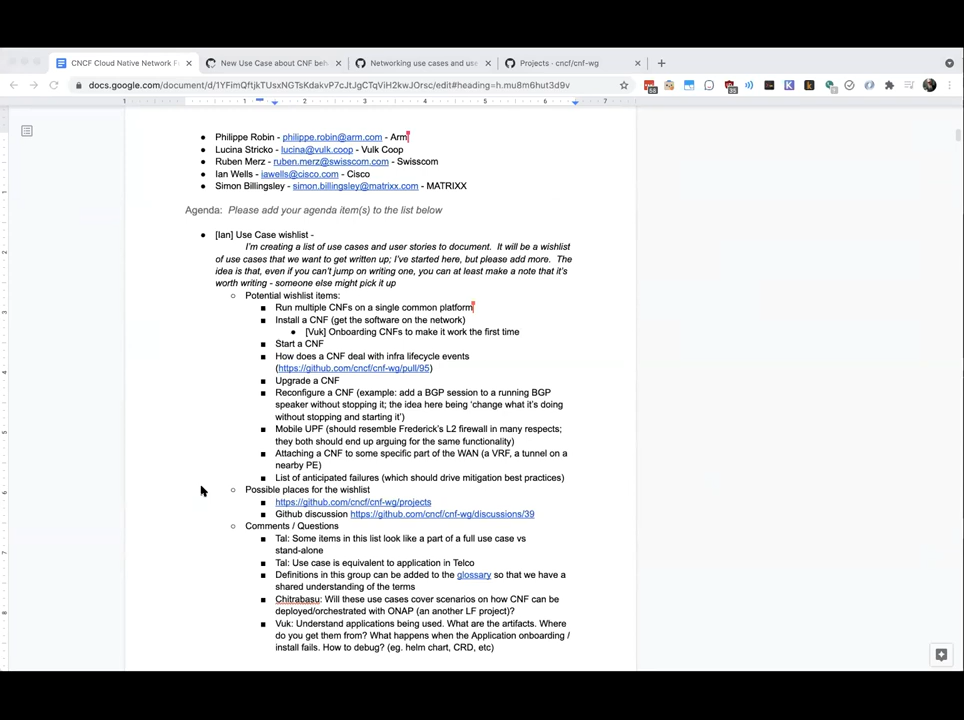 CNCF Cloud Native Network F
New Use Case about CNF beh
Networking use cases and use
Projects · cncf/cnf-wg
docs.google.com/document/d/1YFimQftjkTUsxNGTsKdakvP7cJtJgCTqViH2kwJOrsc/edit#heading=h.mu8m6hut3d9v
1 1 2 3 4 5 6 7
Philippe Robin - philippe.robin@arm.com - Arm
Lucina Stricko - lucina@vulk.coop - Vulk Coop
Ruben Merz - ruben.merz@swisscom.com - Swisscom
Ian Wells - iawells@cisco.com - Cisco
Simon Billingsley - simon.billingsley@matrixx.com - MATRIXX
Agenda: Please add your agenda item(s) to the list below
[Ian] Use Case wishlist -
I'm creating a list of use cases and user stories to document. It will be a wishlist
of use cases that we want to get written up; I've started here, but please add more. The
idea is that, even if you can't jump on writing one, you can at least make a note that it's
worth writing - someone else might pick it up
Potential wishlist items:
Run multiple CNFs on a single common platform
Install a CNF (get the software on the network)
[Vuk] Onboarding CNFs to make it work the first time
Start a CNF
How does a CNF deal with infra lifecycle events
(https://github.com/cncf/cnf-wg/pull/95)
Upgrade a CNF
Reconfigure a CNF (example: add a BGP session to a running BGP
speaker without stopping it; the idea here being 'change what it's doing
without stopping and starting it')
Mobile UPF (should resemble Frederick's L2 firewall in many respects;
they both should end up arguing for the same functionality)
Attaching a CNF to some specific part of the WAN (a VRF, a tunnel on a
nearby PE)
List of anticipated failures (which should drive mitigation best practices)
Possible places for the wishlist
https://github.com/cncf/cnf-wg/projects
Github discussion https://github.com/cncf/cnf-wg/discussions/39
Comments / Questions
Tal: Some items in this list look like a part of a full use case vs
stand-alone
Tal: Use case is equivalent to application in Telco
Definitions in this group can be added to the glossary so that we have a
shared understanding of the terms
Chitrabasu: Will these use cases cover scenarios on how CNF can be
deployed/orchestrated with ONAP (an another LF project)?
Vuk: Understand applications being used. What are the artifacts. Where
do you get them from? What happens when the Application onboarding /
install fails. How to debug? (eg. helm chart, CRD, etc)